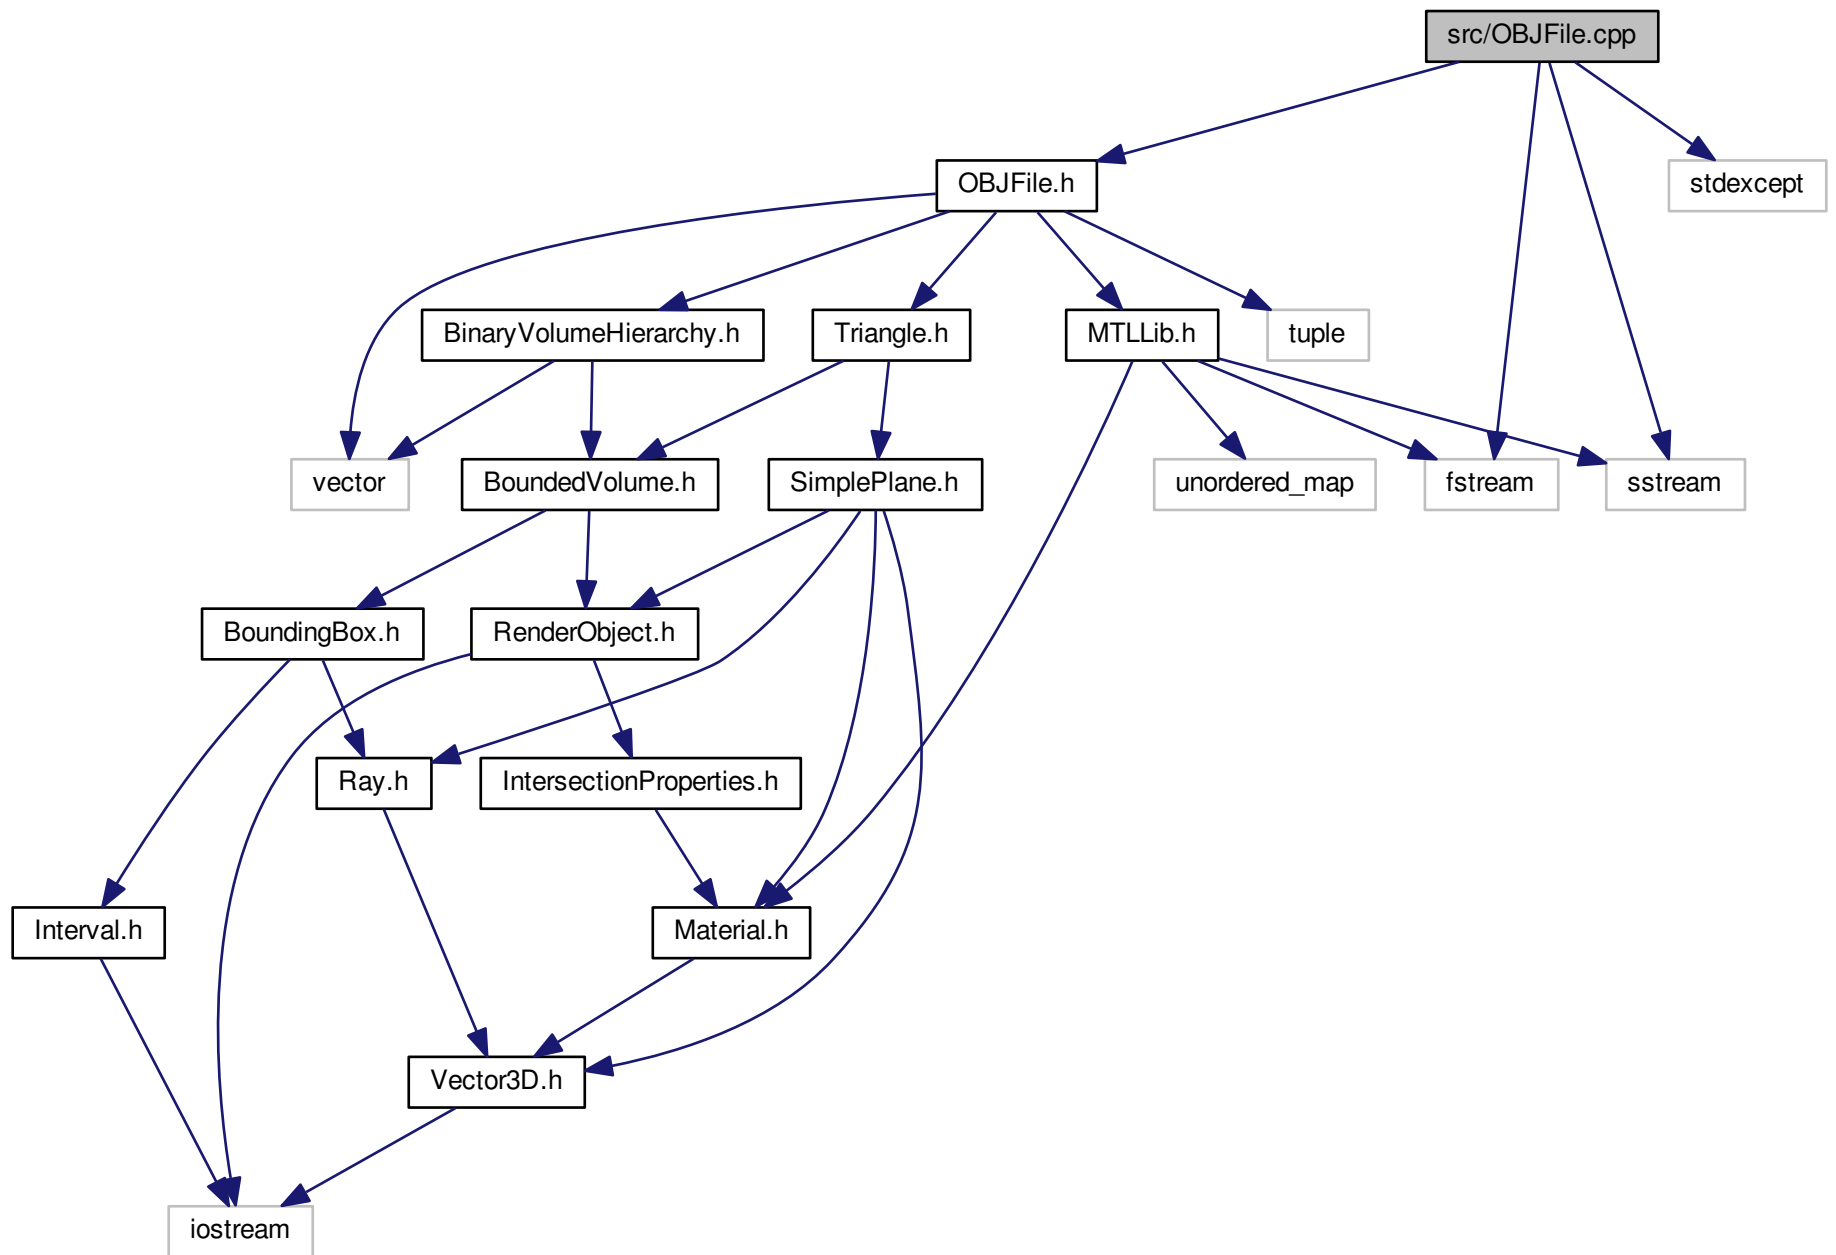 src/OBJFile.cpp
OBJFile.h
stdexcept
BinaryVolumeHierarchy.h
Triangle.h
MTLLib.h
tuple
vector
BoundedVolume.h
SimplePlane.h
unordered_map
fstream
sstream
BoundingBox.h
RenderObject.h
Ray.h
IntersectionProperties.h
Interval.h
Material.h
Vector3D.h
iostream